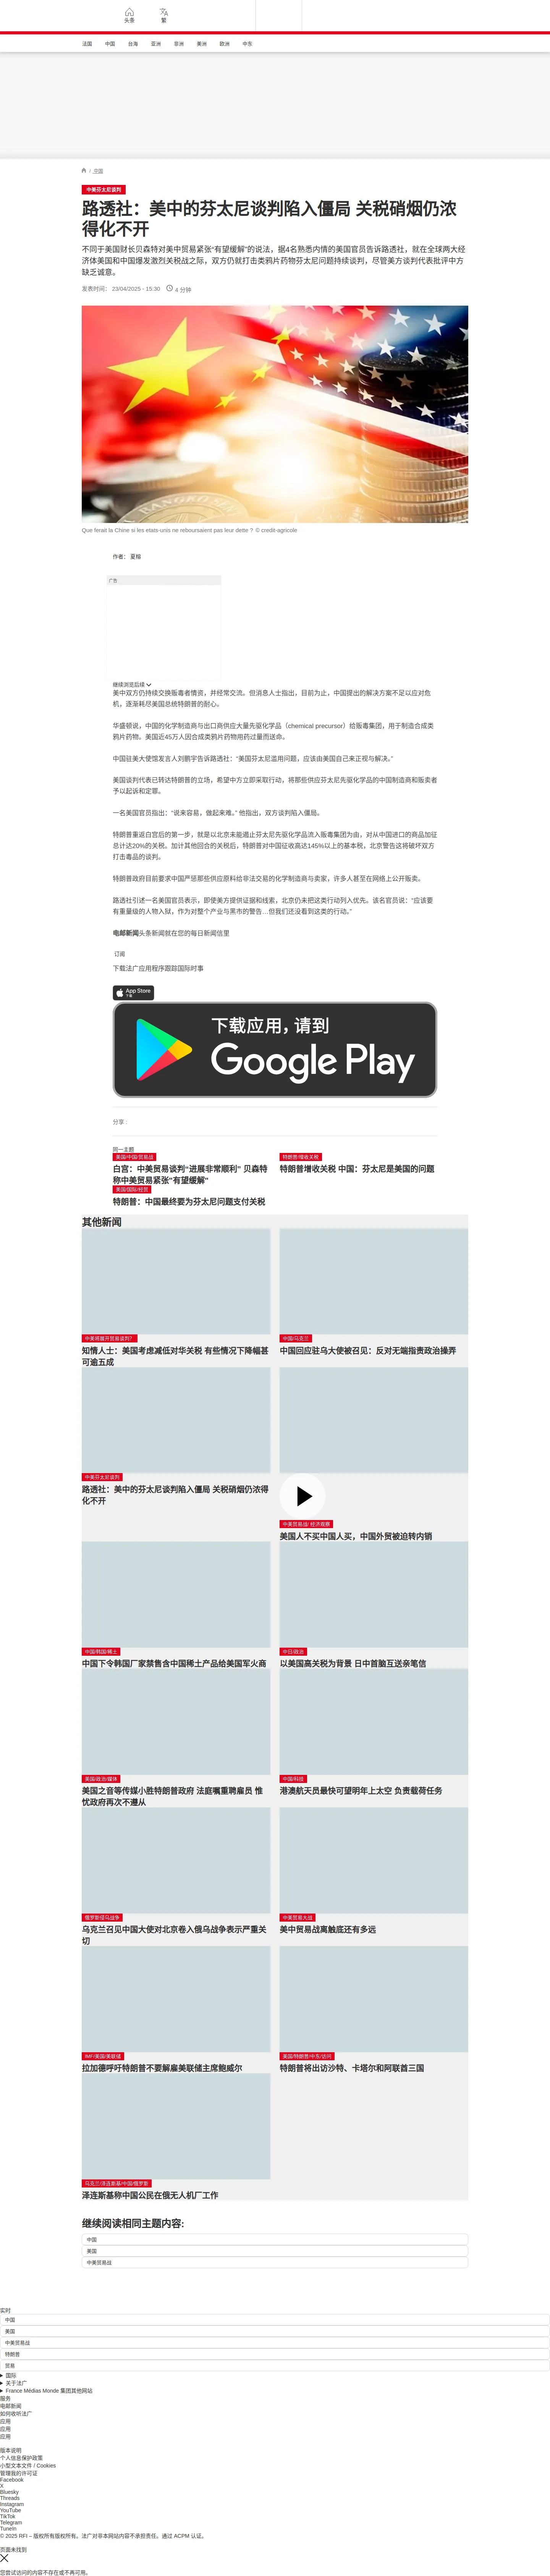 头条
繁
法国
中国
台海
亚洲
非洲
美洲
欧洲
中东
/ 中国
中美芬太尼谈判
路透社：美中的芬太尼谈判陷入僵局 关税硝烟仍浓
得化不开
不同于美国财长贝森特对美中贸易紧张“有望缓解”的说法，据4名熟悉内情的美国官员告诉路透社，就在全球两大经
济体美国和中国爆发激烈关税战之际，双方仍就打击类鸦片药物芬太尼问题持续谈判，尽管美方谈判代表批评中方
缺乏诚意。
发表时间： 23/04/2025 - 15:30
4 分钟
Que ferait la Chine si les etats-unis ne reboursaient pas leur dette ? © credit-agricole
作者： 夏榕
广告
继续浏览后续
美中双方仍持续交换贩毒者情资，并经常交流。但消息人士指出，目前为止，中国提出的解决方案不足以应对危
机，逐渐耗尽美国总统特朗普的耐心。
华盛顿说，中国的化学制造商与出口商供应大量先驱化学品（chemical precursor）给贩毒集团，用于制造合成类
鸦片药物。美国近45万人因合成类鸦片药物用药过量而送命。
中国驻美大使馆发言人刘鹏宇告诉路透社：“美国芬太尼滥用问题，应该由美国自己来正视与解决。”
美国谈判代表已转达特朗普的立场，希望中方立即采取行动，将那些供应芬太尼先驱化学品的中国制造商和贩卖者
予以起诉和定罪。
一名美国官员指出：“说来容易，做起来难。” 他指出，双方谈判陷入僵局。
特朗普重返白宫后的第一步，就是以北京未能遏止芬太尼先驱化学品流入贩毒集团为由，对从中国进口的商品加征
总计达20%的关税。加计其他回合的关税后，特朗普对中国征收高达145%以上的基本税，北京警告这将破坏双方
打击毒品的谈判。
特朗普政府目前要求中国严惩那些供应原料给非法交易的化学制造商与卖家，许多人甚至在网络上公开贩卖。
路透社引述一名美国官员表示，即使美方提供证据和线索，北京仍未把这类行动列入优先。该名官员说：“应该要
有重量级的人物入狱，作为对整个产业与黑市的警告…但我们还没看到这类的行动。”
电邮新闻头条新闻就在您的每日新闻信里
订阅
下载法广应用程序跟踪国际时事
App Store
下载
下载应用，请到
Google Play
分享 :
同一主题
美国/中国/贸易战
白宫：中美贸易谈判“进展非常顺利” 贝森特
称中美贸易紧张“有望缓解”
特朗普/增收关税
特朗普增收关税 中国：芬太尼是美国的问题
美国/国际/经贸
特朗普：中国最终要为芬太尼问题支付关税
其他新闻
中美将展开贸易谈判？
知情人士：美国考虑减低对华关税 有些情况下降幅甚
可逾五成
中国/乌克兰
中国回应驻乌大使被召见：反对无端指责政治操弄
中美芬太尼谈判
路透社：美中的芬太尼谈判陷入僵局 关税硝烟仍浓得
化不开
中美贸易战/ 经济观察
美国人不买中国人买，中国外贸被迫转内销
中国/韩国/稀土
中国下令韩国厂家禁售含中国稀土产品给美国军火商
中日/政治
以美国高关税为背景 日中首脑互送亲笔信
美国/政治/媒体
美国之音等传媒小胜特朗普政府 法庭嘱重聘雇员 惟
忧政府再次不遵从
中国/科技
港澳航天员最快可望明年上太空 负责载荷任务
俄罗斯侵乌战争
乌克兰召见中国大使对北京卷入俄乌战争表示严重关
切
中美贸易大战
美中贸易战离触底还有多远
IMF/美国/美联储
拉加德呼吁特朗普不要解雇美联储主席鲍威尔
美国/特朗普/中东/访问
特朗普将出访沙特、卡塔尔和阿联酋三国
乌克兰/泽连斯基/中国/俄罗斯
泽连斯基称中国公民在俄无人机厂工作
继续阅读相同主题内容:
中国
美国
中美贸易战
实时
中国
美国
中美贸易战
特朗普
贸易
国际
关于法广
France Médias Monde 集团其他网站
服务
电邮新闻
如何收听法广
应用
应用
应用
版本说明
个人信息保护政策
小型文本文件 / Cookies
管理我的许可证
Facebook
X
Bluesky
Threads
Instagram
YouTube
TikTok
Telegram
TuneIn
© 2025 RFI – 版权所有版权所有。法广对非本网站内容不承担责任。通过 ACPM 认证。
页面未找到
您尝试访问的内容不存在或不再可用。